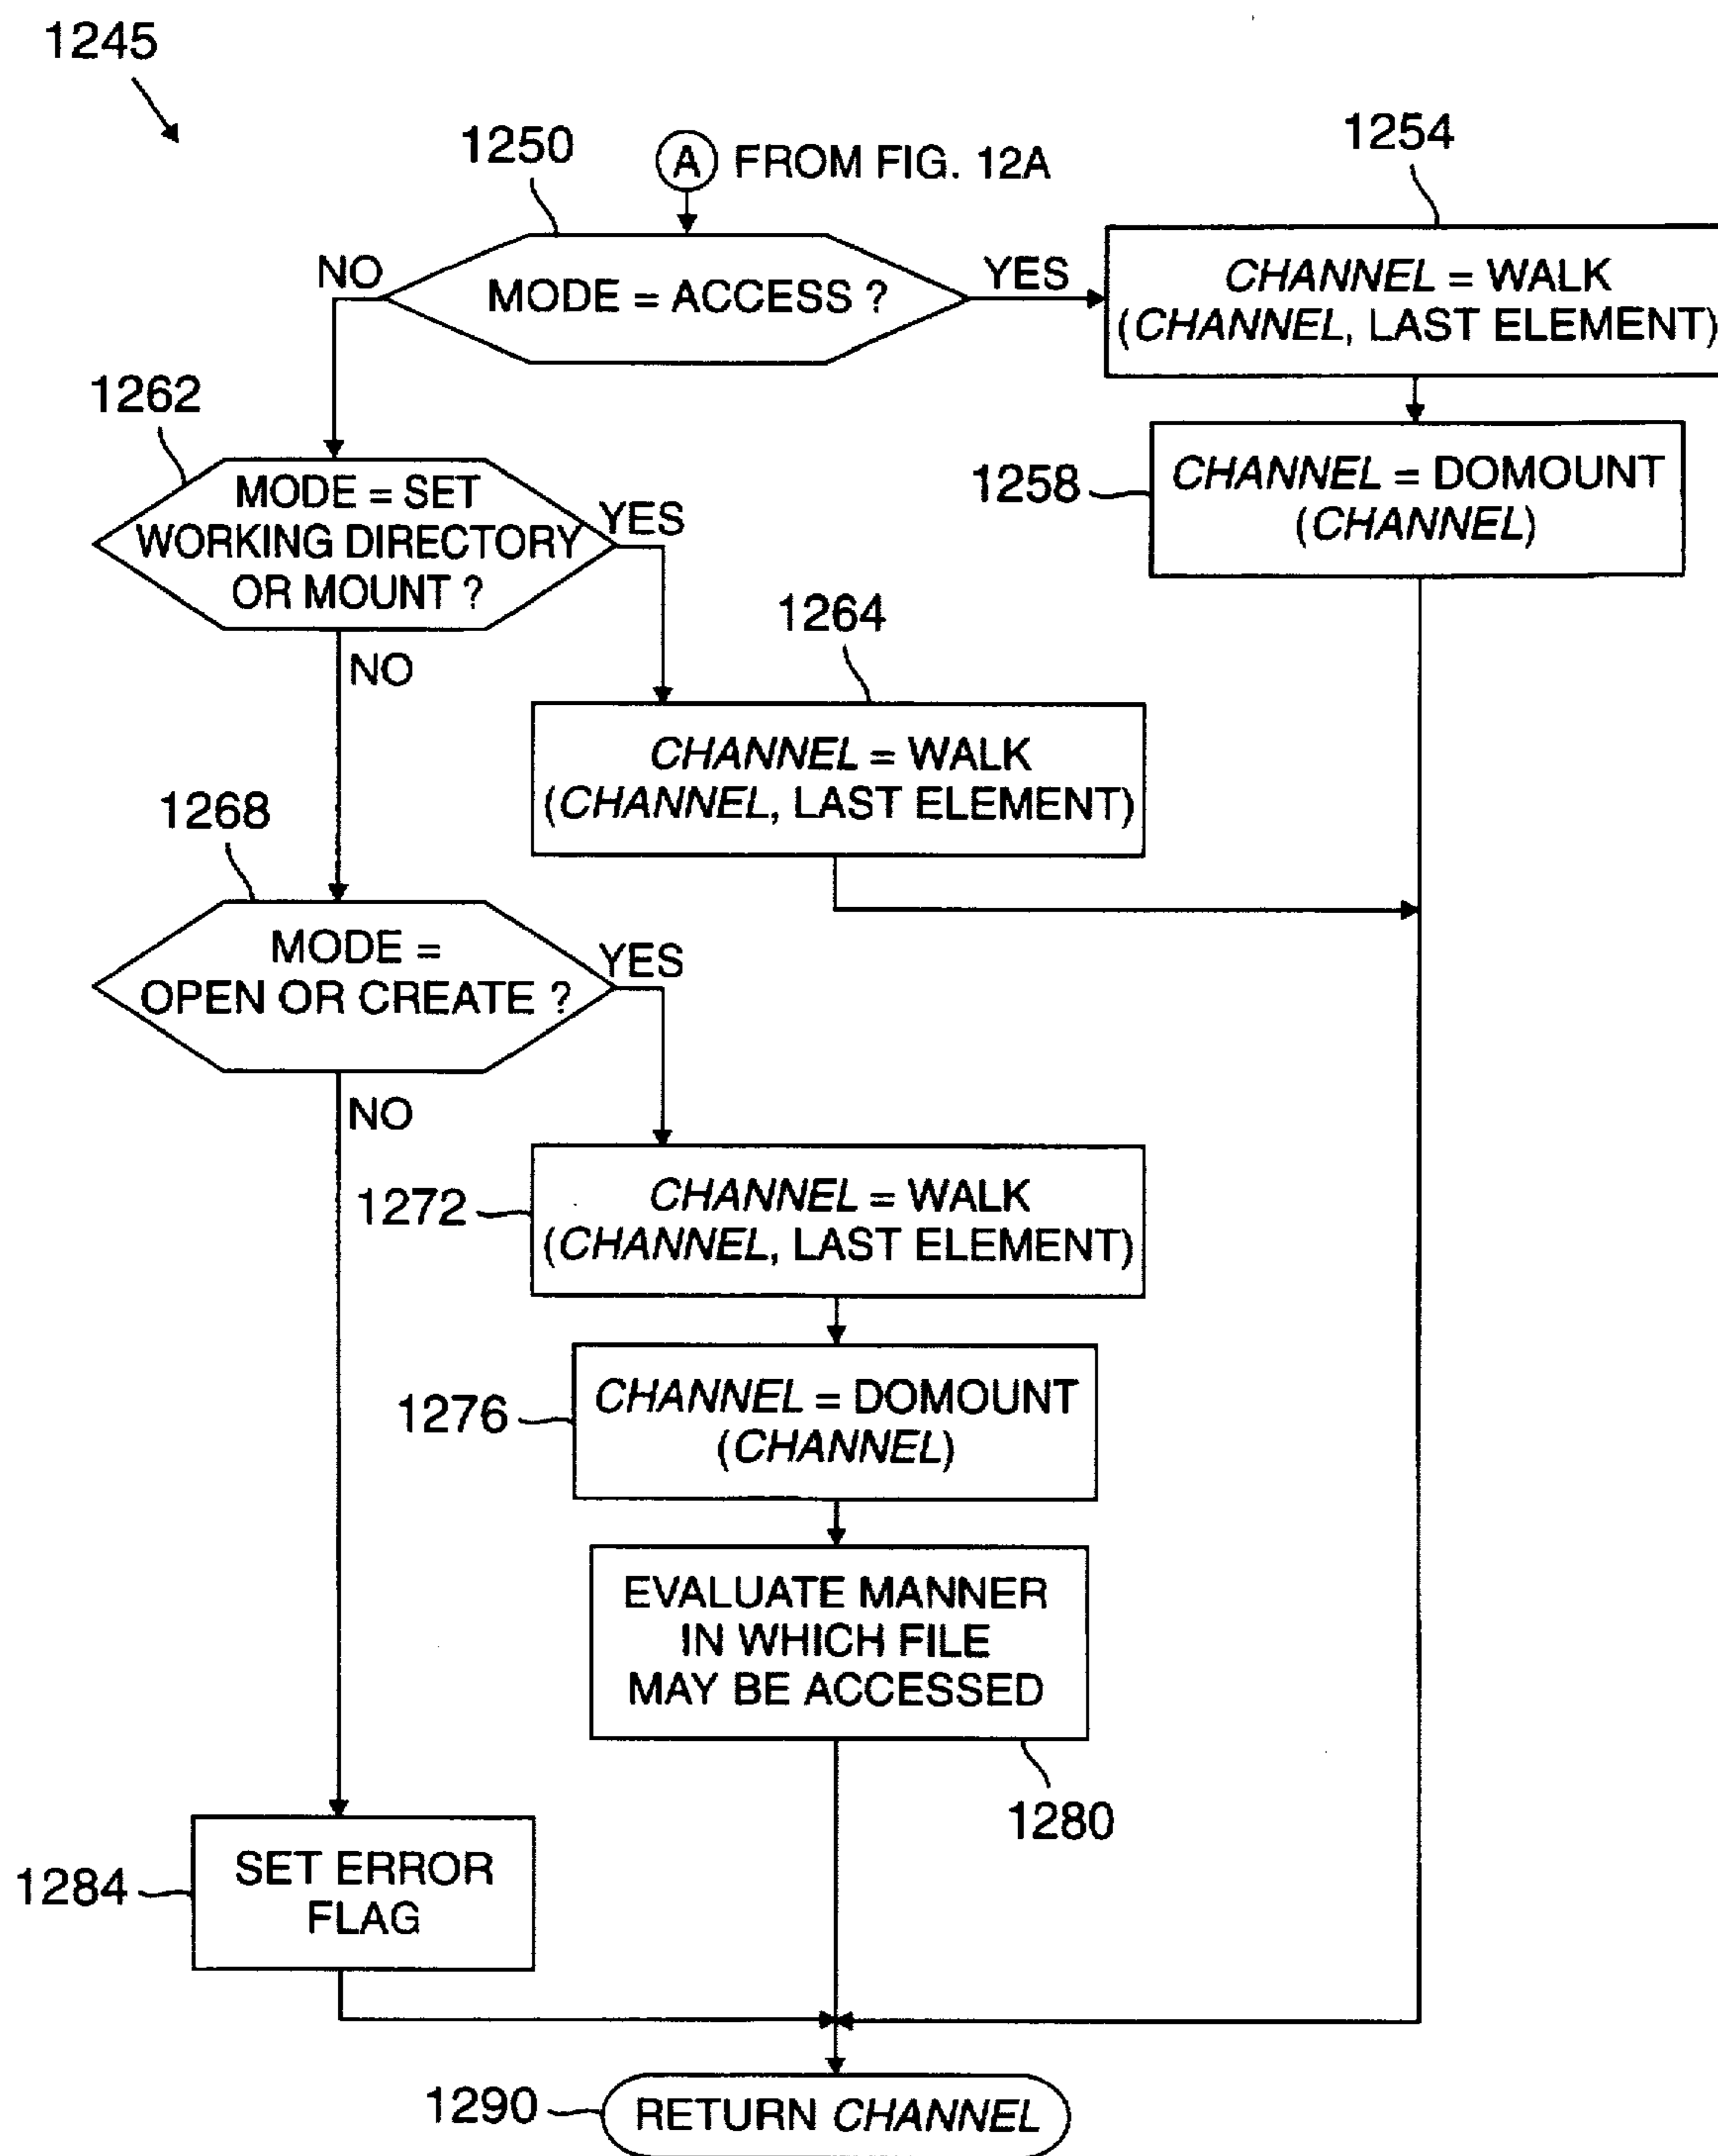 1245
1250
A FROM FIG. 12A
1254
NO
MODE = ACCESS ?
YES
CHANNEL = WALK
(CHANNEL, LAST ELEMENT)
1262
MODE = SET
WORKING DIRECTORY
OR MOUNT ?
YES
1258
CHANNEL = DOMOUNT
(CHANNEL)
NO
1264
CHANNEL = WALK
(CHANNEL, LAST ELEMENT)
1268
MODE =
OPEN OR CREATE ?
YES
NO
1272
CHANNEL = WALK
(CHANNEL, LAST ELEMENT)
1276
CHANNEL = DOMOUNT
(CHANNEL)
EVALUATE MANNER
IN WHICH FILE
MAY BE ACCESSED
1280
1284
SET ERROR
FLAG
1290
RETURN CHANNEL